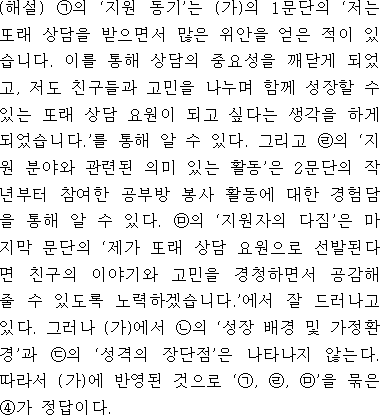 (해설) ㉠의 ‘지원 동기’는 (가)의 1문단의 ‘저는
또래 상담을 받으면서 많은 위안을 얻은 적이 있
습니다. 이를 통해 상담의 중요성을 깨닫게 되었
고, 저도 친구들과 고민을 나누며 함께 성장할 수
있는 또래 상담 요원이 되고 싶다는 생각을 하게
되었습니다.’를 통해 알 수 있다. 그리고 ㉣의 ‘지
원 분야와 관련된 의미 있는 활동’은 2문단의 작
년부터 참여한 공부방 봉사 활동에 대한 경험담
을 통해 알 수 있다. ㉤의 ‘지원자의 다짐’은 마
지막 문단의 ‘제가 또래 상담 요원으로 선발된다
면 친구의 이야기와 고민을 경청하면서 공감해
줄 수 있도록 노력하겠습니다.’에서 잘 드러나고
있다. 그러나 (가)에서 ㉡의 ‘성장 배경 및 가정환
경’과 ㉢의 ‘성격의 장단점’은 나타나지 않는다.
따라서 (가)에 반영된 것으로 ‘㉠, ㉣, ㉤’을 묶은
④가 정답이다.